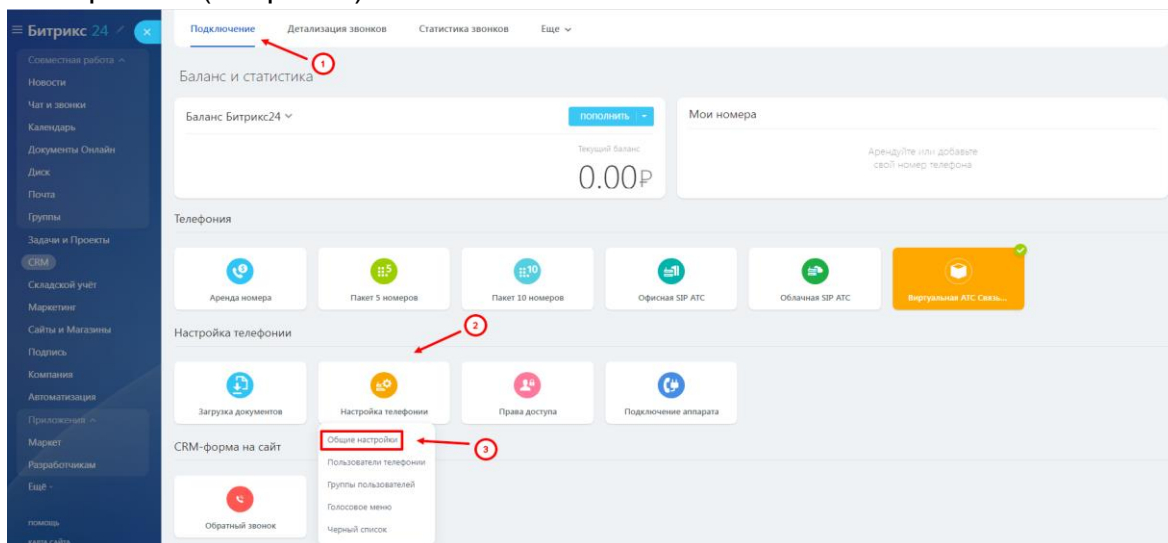 Битрикс 24
Подключение Детализация звонков Статистика звонков Еще
1
Совместная работа
Новости
Чат и звонки
Календарь
Документы Онлайн
Диск
Почта
Группы
Задачи и Проекты
CRM
Складской учёт
Маркетинг
Сайты и Магазины
Подпись
Компания
Автоматизация
Приложения
Маркет
Разработчикам
Ещё -
помощь
карта сайта
Баланс и статистика
Баланс Битрикс24
ПОПОЛНИТЬ
Текущий баланс
0.00₽
Мои номера
Арендуйте или добавьте
свой номер телефона
Телефония
Аренда номера
5
Пакет 5 номеров
10
Пакет 10 номеров
Офисная SIP АТС
Облачная SIP АТС
Виртуальная АТС Связь...
2
Настройка телефонии
Загрузка документов
Настройка телефонии
Права доступа
Подключение аппарата
Общие настройки
3
Пользователи телефонии
Группы пользователей
Голосовое меню
Черный список
CRM-форма на сайт
Обратный звонок